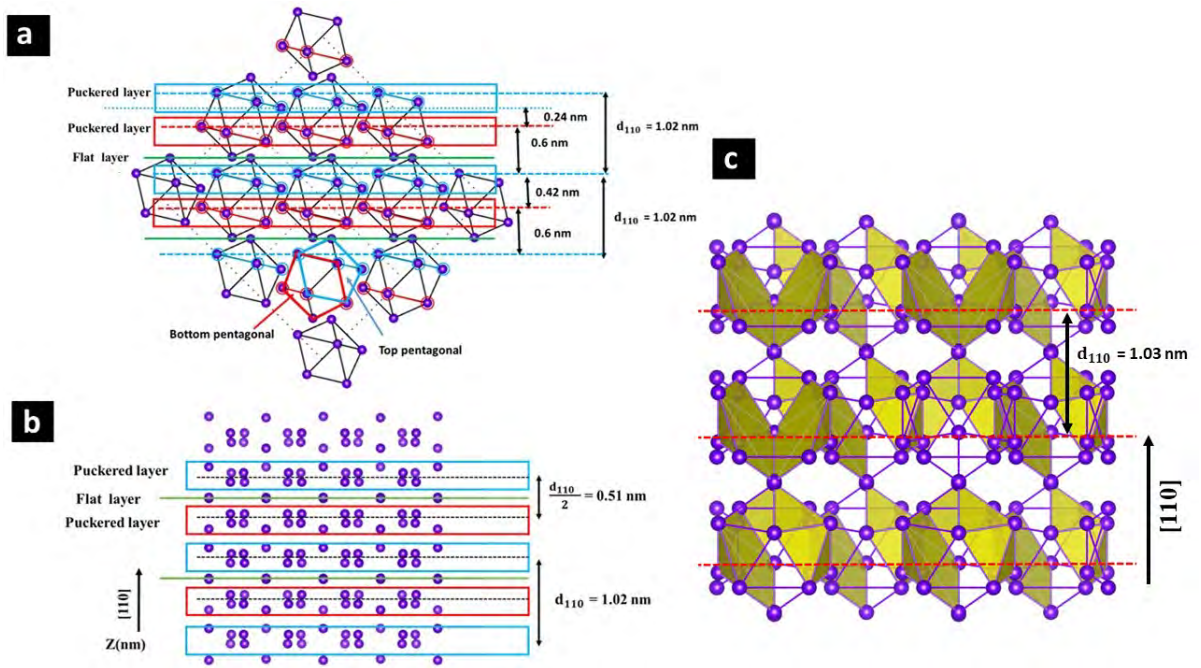 a
Puckered layer
Puckered layer
Flat layer
0.24 nm
0.6 nm
d110 = 1.02 nm
0.42 nm
0.6 nm
d110 = 1.02 nm
Bottom pentagonal
Top pentagonal
b
Puckered layer
Flat layer
Puckered layer
d110/2 = 0.51 nm
[110]
d110 = 1.02 nm
Z(nm)
c
d110 = 1.03 nm
[110]